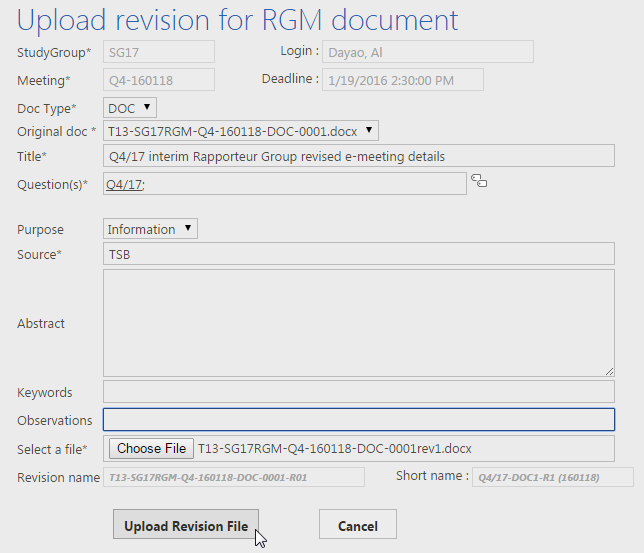 Upload revision for RGM document
StudyGroup* SG17 Login : Dayao, Al
Meeting* Q4-160118 Deadline : 1/19/2016 2:30:00 PM
Doc Type* DOC
Original doc * T13-SG17RGM-Q4-160118-DOC-0001.docx
Title* Q4/17 interim Rapporteur Group revised e-meeting details
Question(s)* Q4/17;
Purpose Information
Source* TSB
Abstract
Keywords
Observations
Select a file* Choose File T13-SG17RGM-Q4-160118-DOC-0001rev1.docx
Revision name T13-SG17RGM-Q4-160118-DOC-0001-R01 Short name : Q4/17-DOC1-R1 (160118)
Upload Revision File Cancel